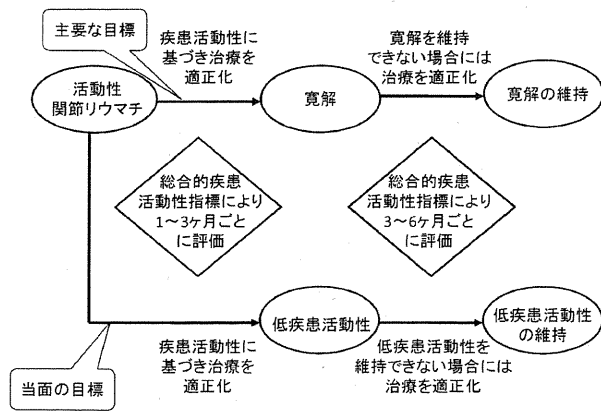 主要な目標
疾患活動性に
基づき治療を
適正化
寛解を維持
できない場合には
治療を適正化
活動性
関節リウマチ
寛解
寛解の維持
総合的疾患
活動性指標により
1～3ヶ月ごと
に評価
総合的疾患
活動性指標により
3～6ヶ月ごと
に評価
低疾患活動性
低疾患活動性
の維持
疾患活動性に
基づき治療を
適正化
低疾患活動性を
維持できない場合には
治療を適正化
当面の目標